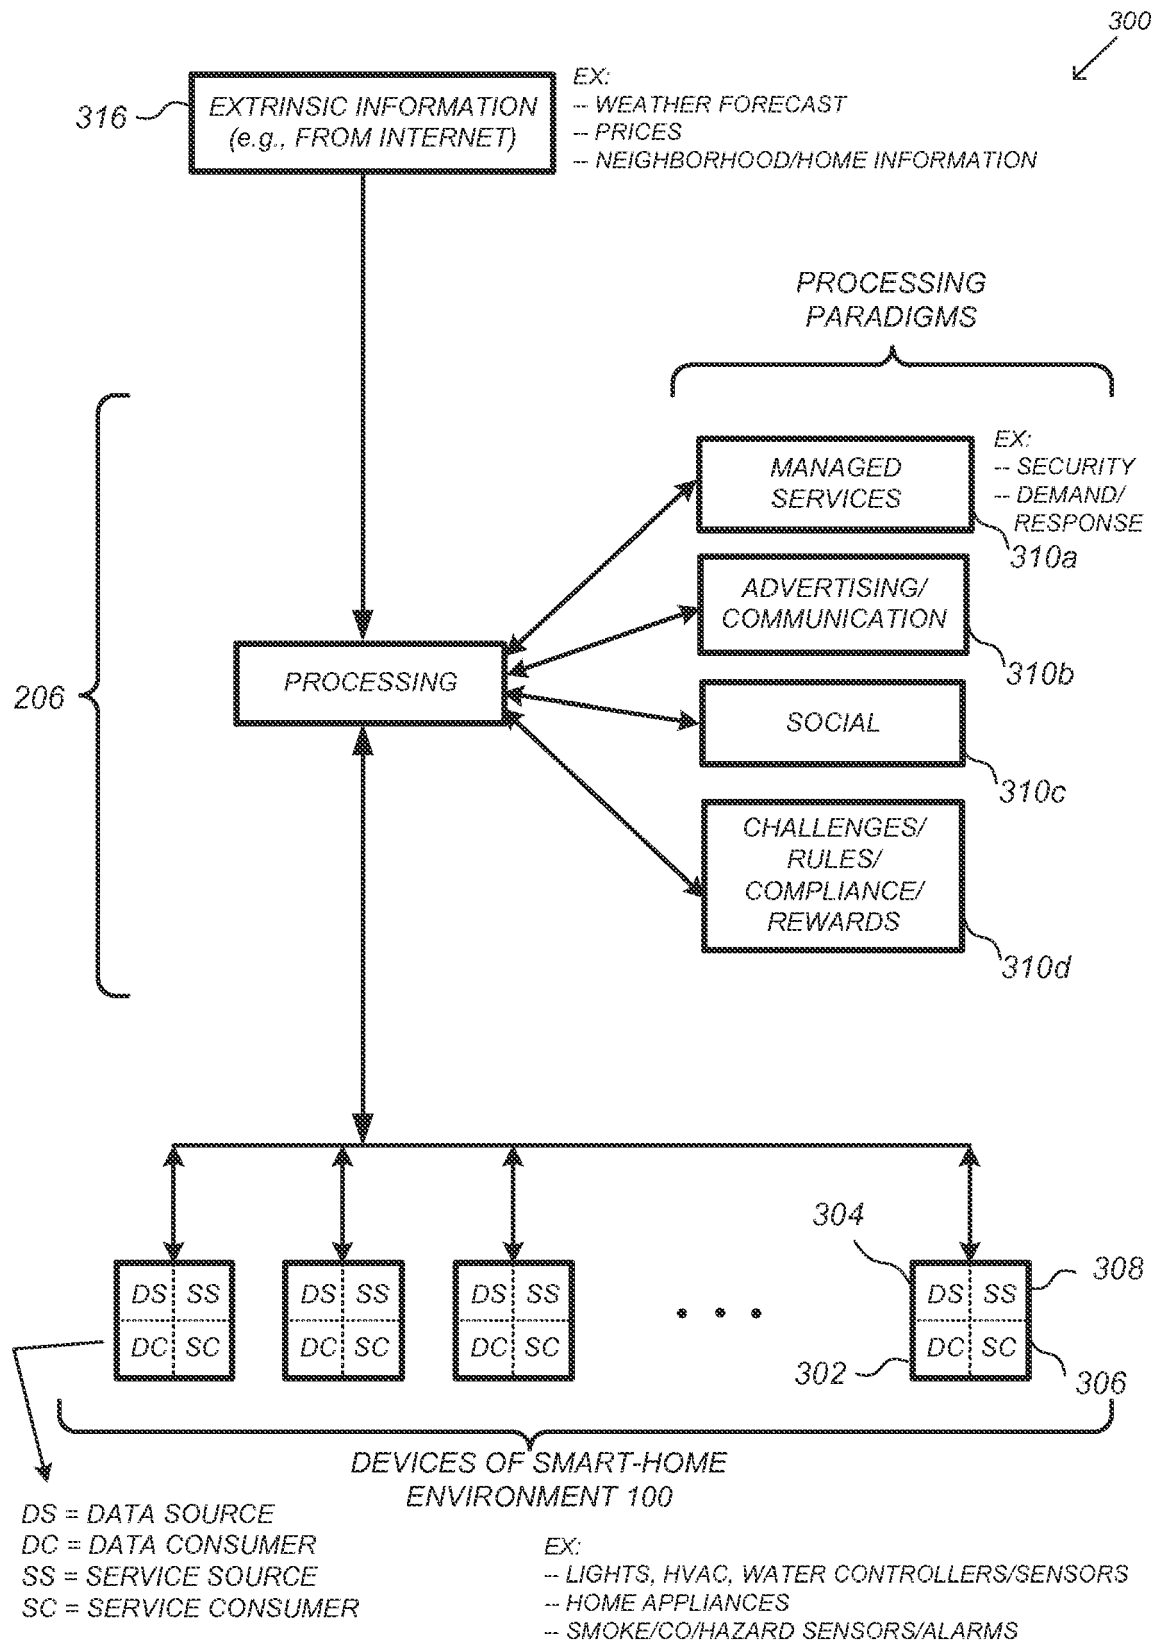 300
316
EXTRINSIC INFORMATION
(e.g., FROM INTERNET)
EX:
-- WEATHER FORECAST
-- PRICES
-- NEIGHBORHOOD/HOME INFORMATION
PROCESSING
PARADIGMS
MANAGED
SERVICES
EX:
-- SECURITY
-- DEMAND/
RESPONSE
310a
ADVERTISING/
COMMUNICATION
310b
206
PROCESSING
SOCIAL
310c
CHALLENGES/
RULES/
COMPLIANCE/
REWARDS
310d
304
308
DS SS
DC SC
DS SS
DC SC
DS SS
DC SC
. . .
DS SS
DC SC
302
306
DEVICES OF SMART-HOME
ENVIRONMENT 100
DS = DATA SOURCE
DC = DATA CONSUMER
SS = SERVICE SOURCE
SC = SERVICE CONSUMER
EX:
-- LIGHTS, HVAC, WATER CONTROLLERS/SENSORS
-- HOME APPLIANCES
-- SMOKE/CO/HAZARD SENSORS/ALARMS